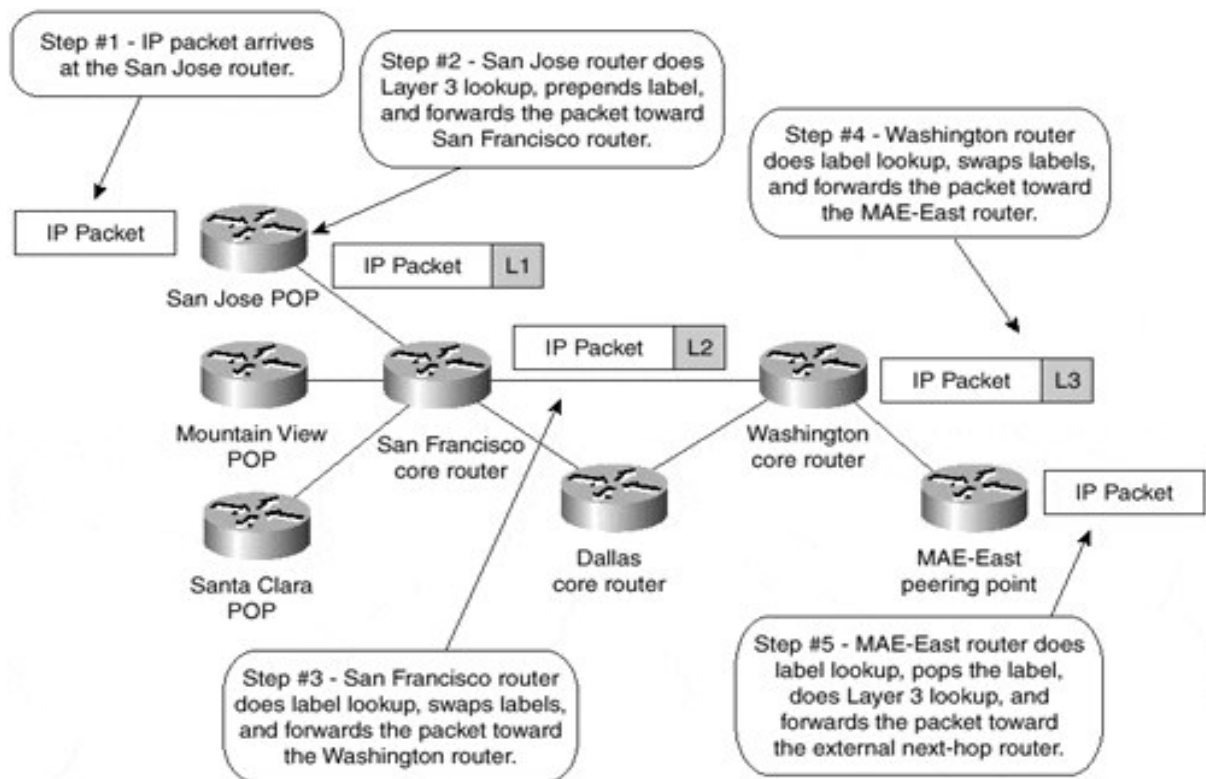 Step #1 - IP packet arrives
at the San Jose router.
Step #2 - San Jose router does
Layer 3 lookup, prepends label,
and forwards the packet toward
San Francisco router.
Step #4 - Washington router
does label lookup, swaps labels,
and forwards the packet toward
the MAE-East router.
IP Packet
IP Packet L1
San Jose POP
IP Packet L2
IP Packet L3
Mountain View
POP
San Francisco
core router
Washington
core router
IP Packet
Santa Clara
POP
Dallas
core router
MAE-East
peering point
Step #3 - San Francisco router
does label lookup, swaps labels,
and forwards the packet toward
the Washington router.
Step #5 - MAE-East router does
label lookup, pops the label,
does Layer 3 lookup, and
forwards the packet toward
the external next-hop router.